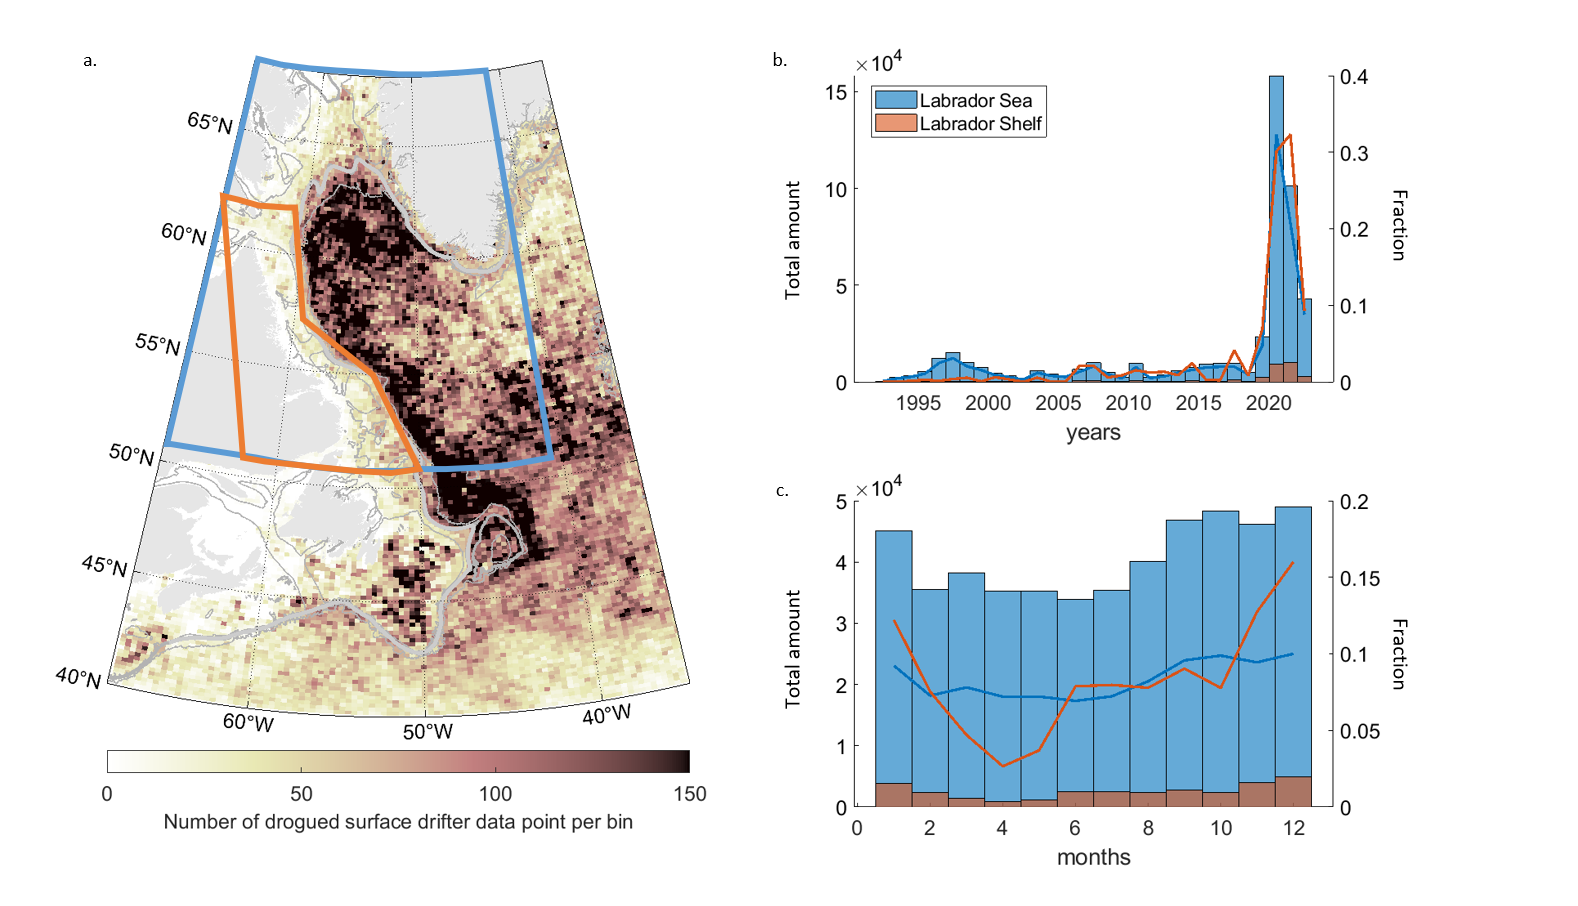 a.
65°N
60°N
55°N
50°N
45°N
40°N
60°W
50°W
40°W
0 50 100 150
Number of drogued surface drifter data point per bin
b.
×10⁴
Labrador Sea
Labrador Shelf
15
10
5
0
Total amount
0.4
0.3
0.2
0.1
0
Fraction
1995 2000 2005 2010 2015 2020
years
c.
×10⁴
5
4
3
2
1
0
Total amount
0.2
0.15
0.1
0.05
0
Fraction
0 2 4 6 8 10 12
months